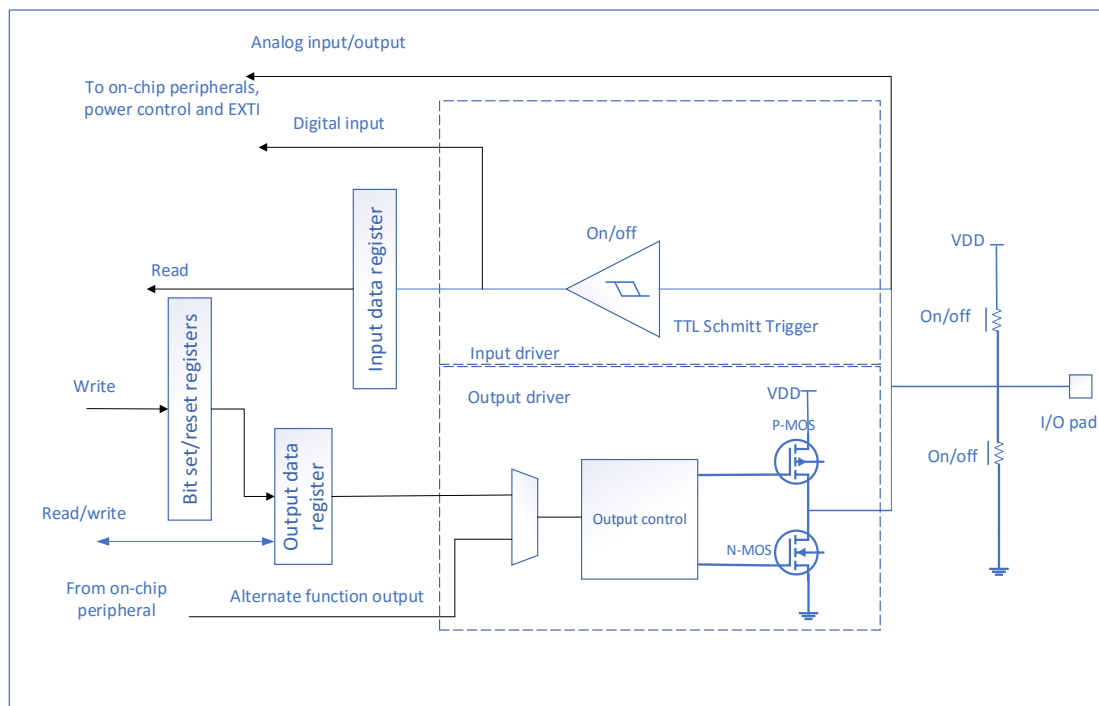 Analog input/output
To on-chip peripherals,
power control and EXTI
Digital input
On/off
VDD
Input data register
Read
On/off
TTL Schmitt Trigger
Bit set/reset registers
Input driver
Write
Output driver
VDD
I/O pad
P-MOS
On/off
Output data
register
Read/write
Output control
N-MOS
From on-chip
peripheral
Alternate function output